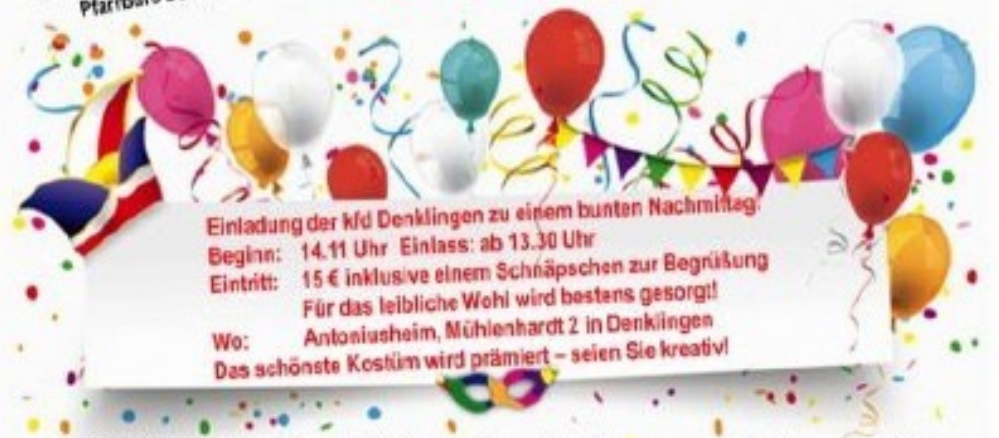 Pfarrbüro
Einladung der kfd Denklingen zu einem bunten Nachmittag!
Beginn: 14.11 Uhr Einlass: ab 13.30 Uhr
Eintritt: 15 € inklusive einem Schnäpschen zur Begrüßung
Für das leibliche Wohl wird bestens gesorgt!
Wo: Antoniusheim, Mühlenhardt 2 in Denklingen
Das schönste Kostüm wird prämiert – seien Sie kreativ!